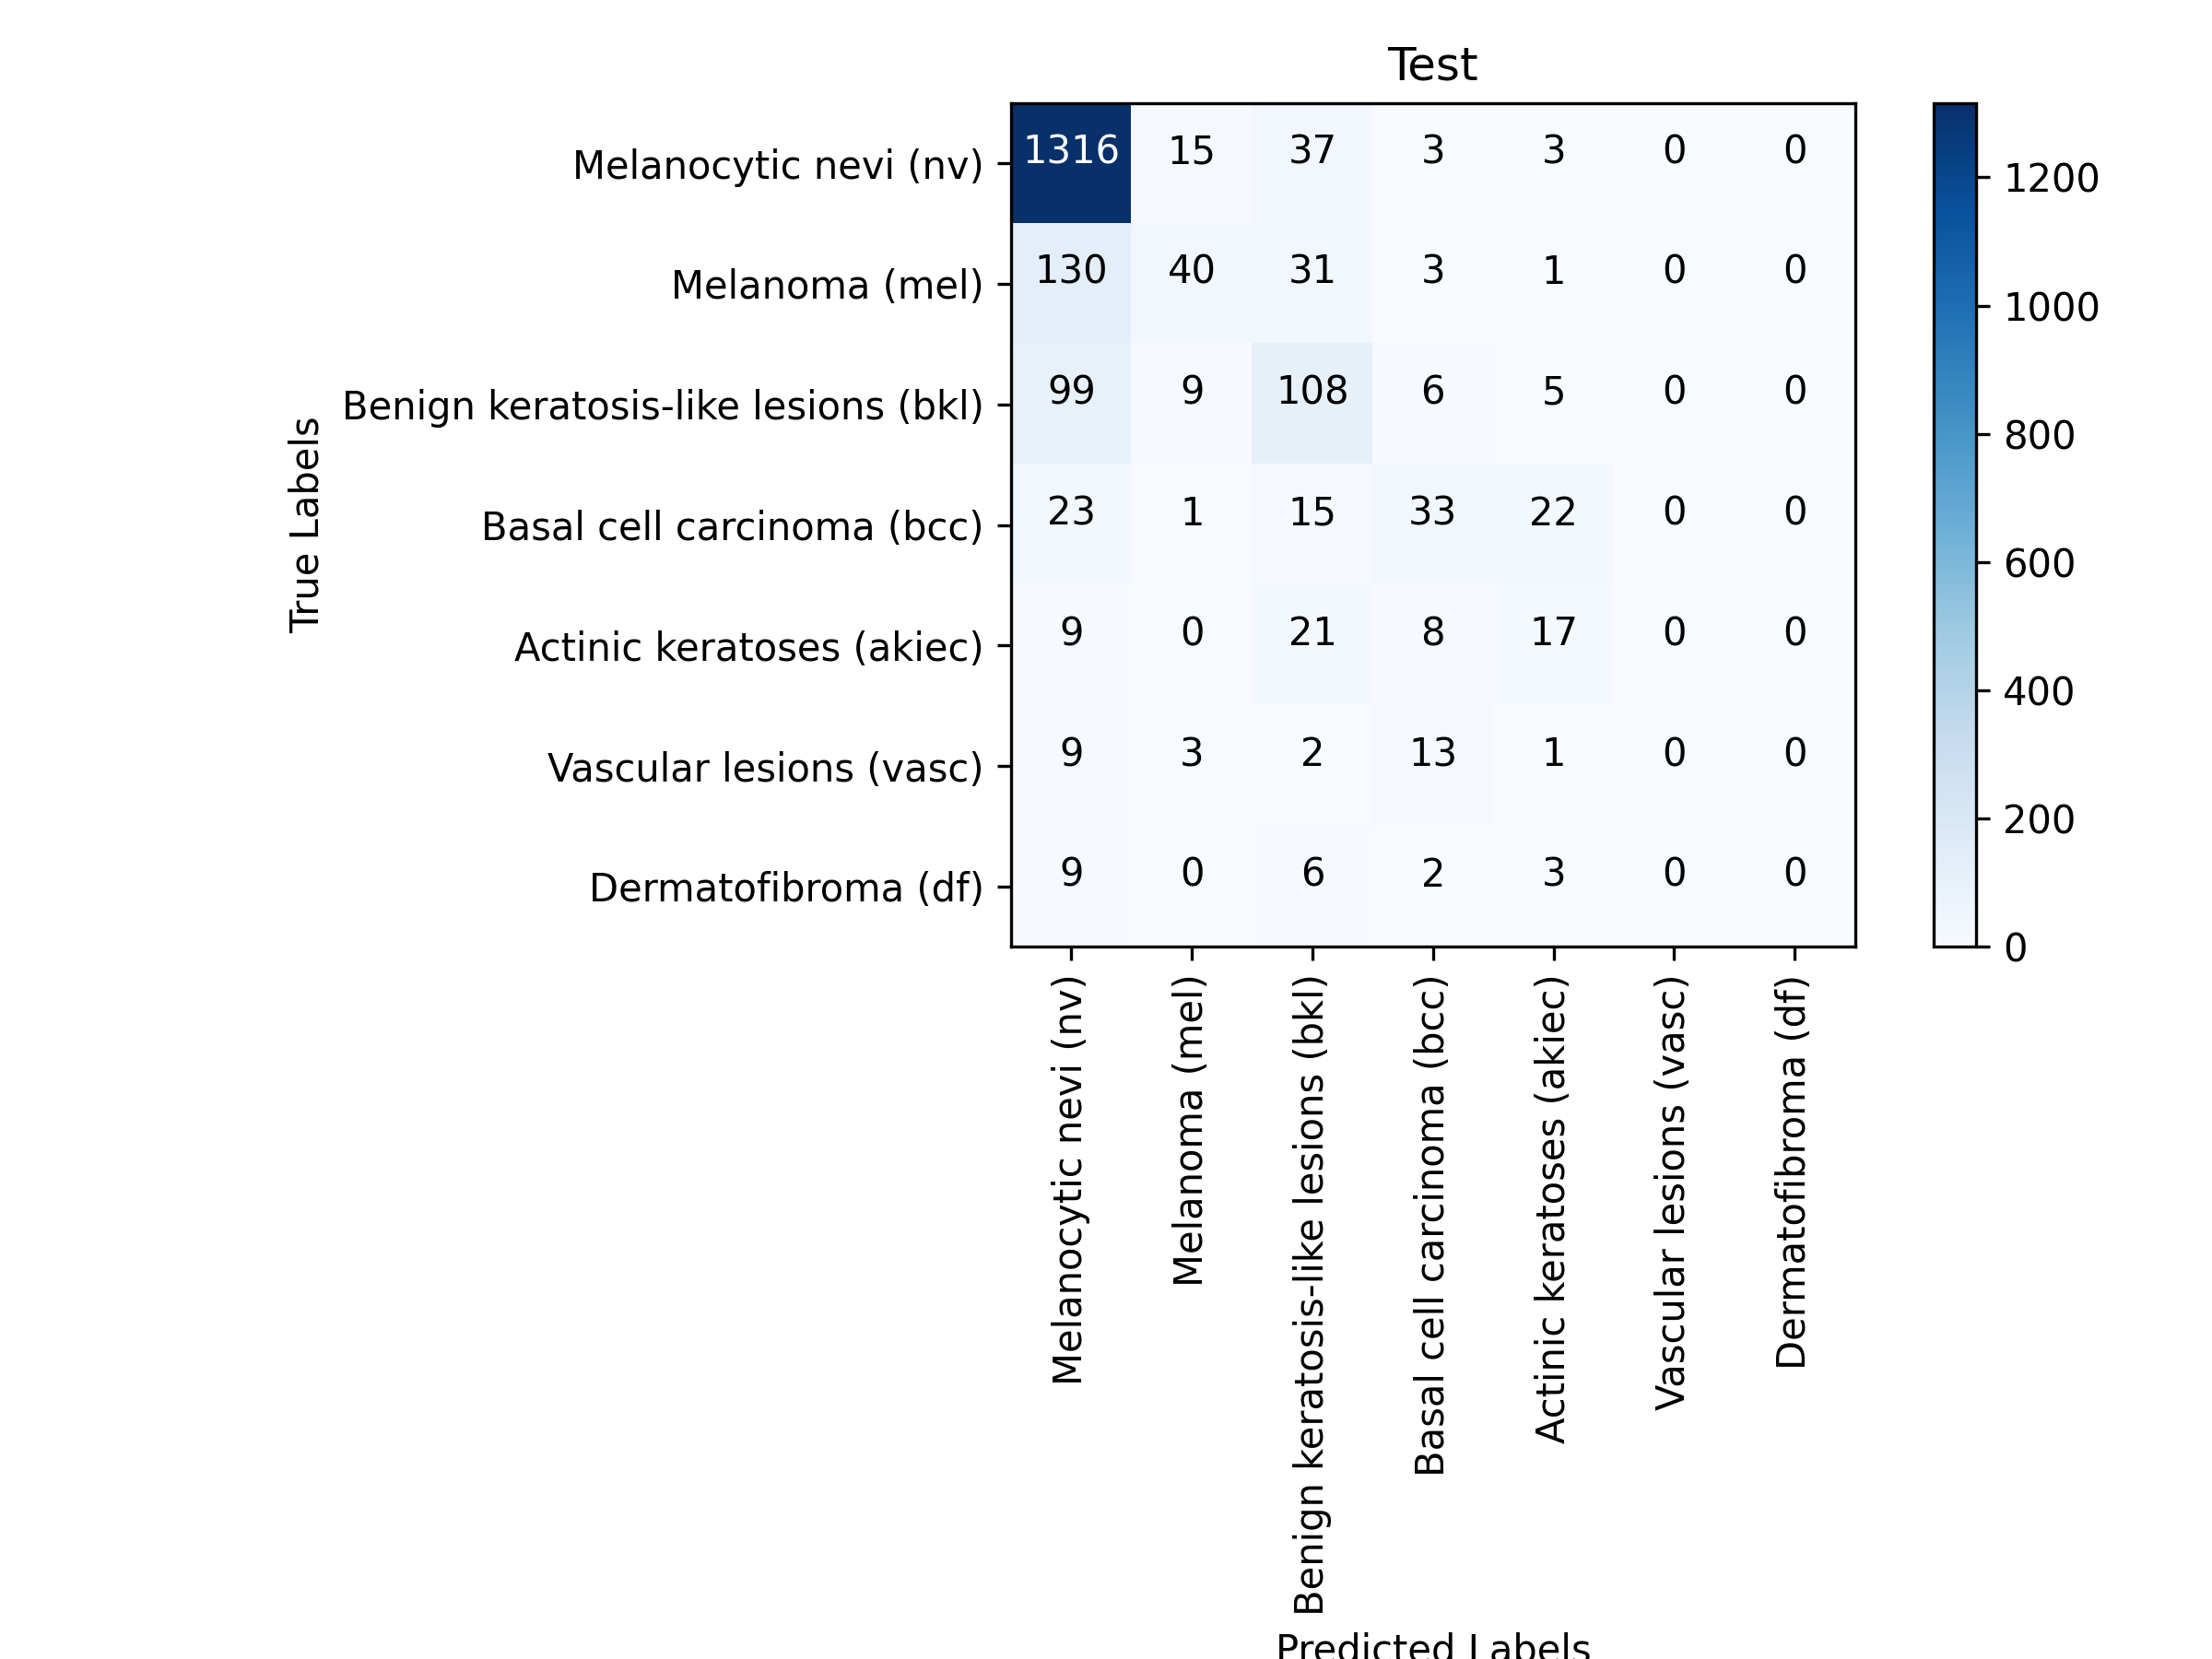 Test
Melanocytic nevi (nv) 1316 15 37 3 3 0 0
Melanoma (mel) 130 40 31 3 1 0 0
Benign keratosis-like lesions (bkl) 99 9 108 6 5 0 0
Basal cell carcinoma (bcc) 23 1 15 33 22 0 0
Actinic keratoses (akiec) 9 0 21 8 17 0 0
Vascular lesions (vasc) 9 3 2 13 1 0 0
Dermatofibroma (df) 9 0 6 2 3 0 0
True Labels
Melanocytic nevi (nv)
Melanoma (mel)
Benign keratosis-like lesions (bkl)
Basal cell carcinoma (bcc)
Actinic keratoses (akiec)
Vascular lesions (vasc)
Dermatofibroma (df)
Predicted Labels
1200
1000
800
600
400
200
0